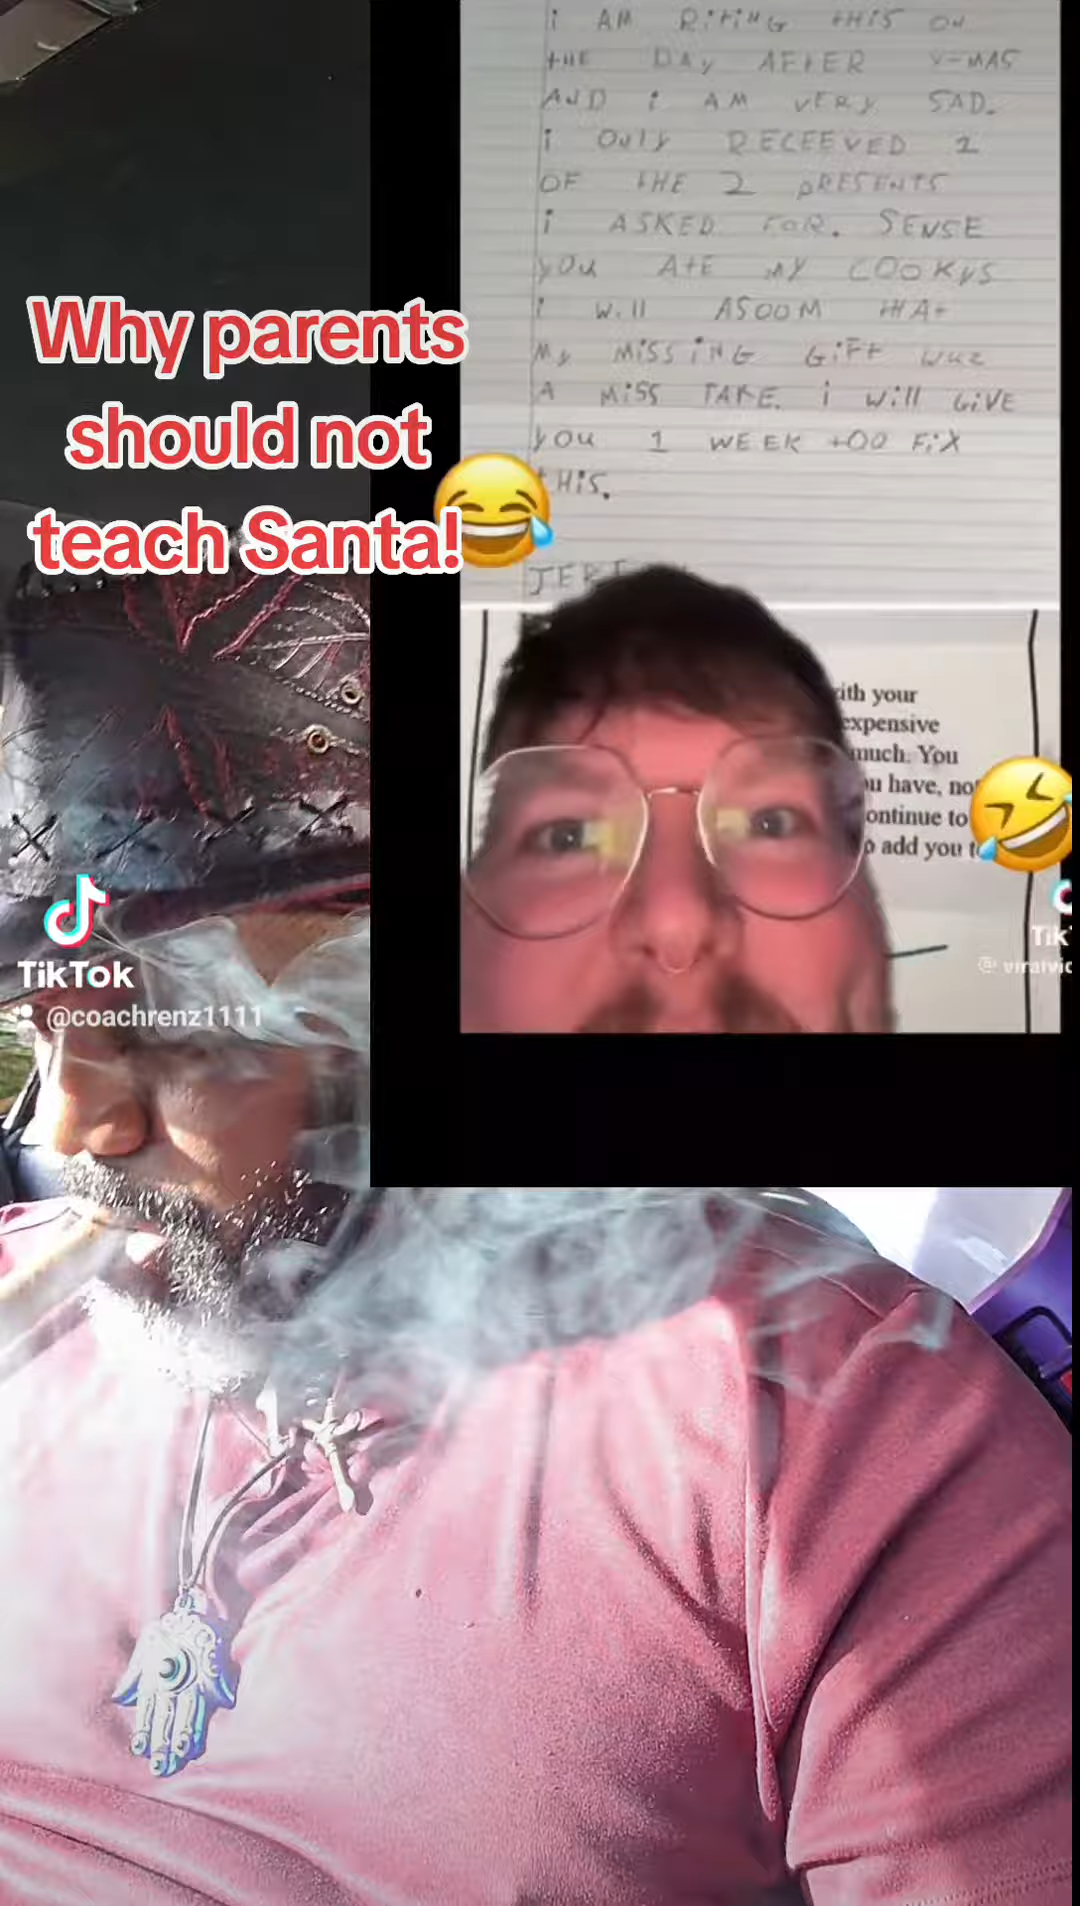 i AM RitiNG tHiS ON
tHE DAy AFtER X-MAS
AND i AM VERy SAD.
i ONly RECEEVED 1
OF tHE 2 pRESENtS
i ASKED FOR. SENSE
yOu AtE My COOKyS
i Will ASOOM tHAt
My MiSSiNG GiFt WUZ
A MiSS TAKE. i Will GiVE
yOu 1 WEEK tOO FiX
tHiS.
Why parents
should not
teach Santa!
ith your
expensive
much. You
u have, not
ontinue to
add you t
TikTok
@coachrenz1111
Tik